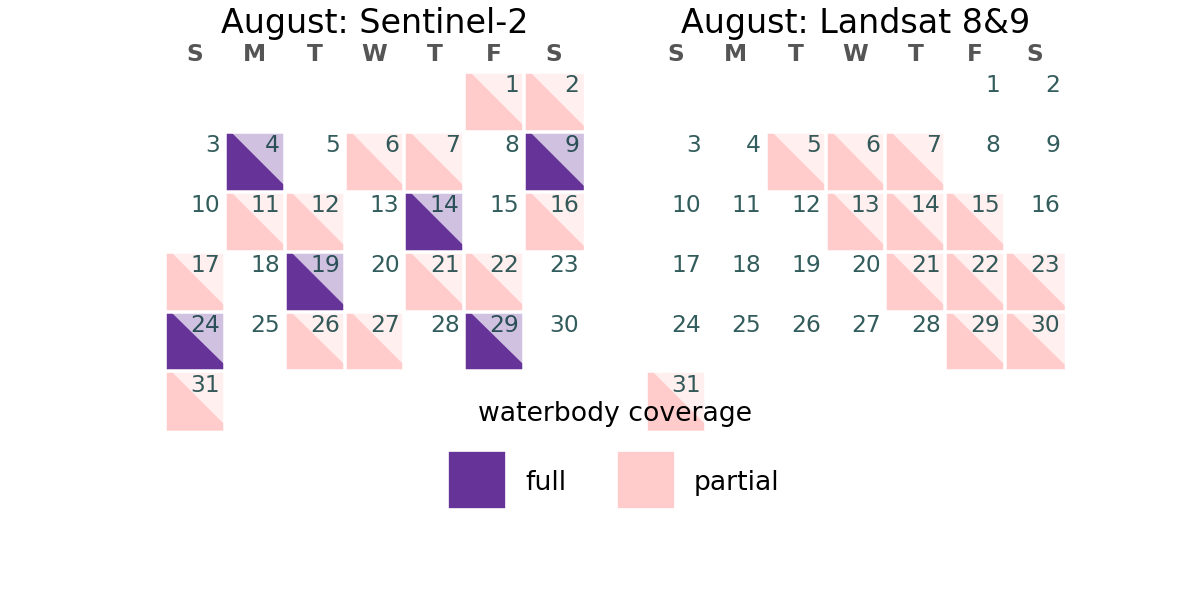 August: Sentinel-2
S M T W T F S
1 2
3 4 5 6 7 8 9
10 11 12 13 14 15 16
17 18 19 20 21 22 23
24 25 26 27 28 29 30
31
August: Landsat 8&9
S M T W T F S
1 2
3 4 5 6 7 8 9
10 11 12 13 14 15 16
17 18 19 20 21 22 23
24 25 26 27 28 29 30
31
waterbody coverage
full partial